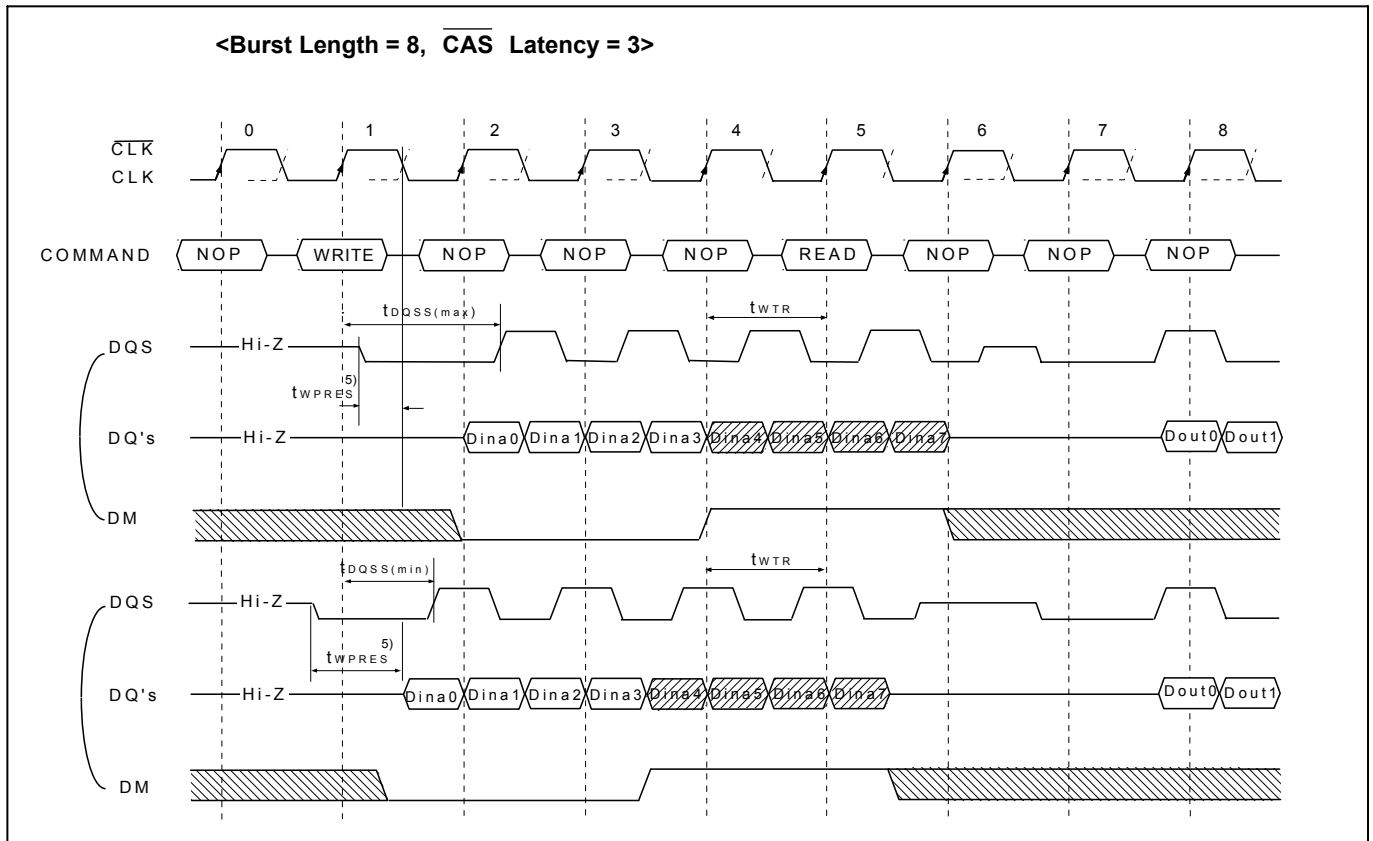 <Burst Length = 8, CAS Latency = 3>
0 1 2 3 4 5 6 7 8
CLK
CLK
COMMAND NOP WRITE NOP NOP NOP READ NOP NOP NOP
tDQSS(max) tWTR
DQS Hi-Z
tWPRES 5)
DQ's Hi-Z Dina0 Dina1 Dina2 Dina3 Dina4 Dina5 Dina6 Dina7 Dout0 Dout1
DM
tDQSS(min) tWTR
DQS Hi-Z
tWPRES 5)
DQ's Hi-Z Dina0 Dina1 Dina2 Dina3 Dina4 Dina5 Dina6 Dina7 Dout0 Dout1
DM